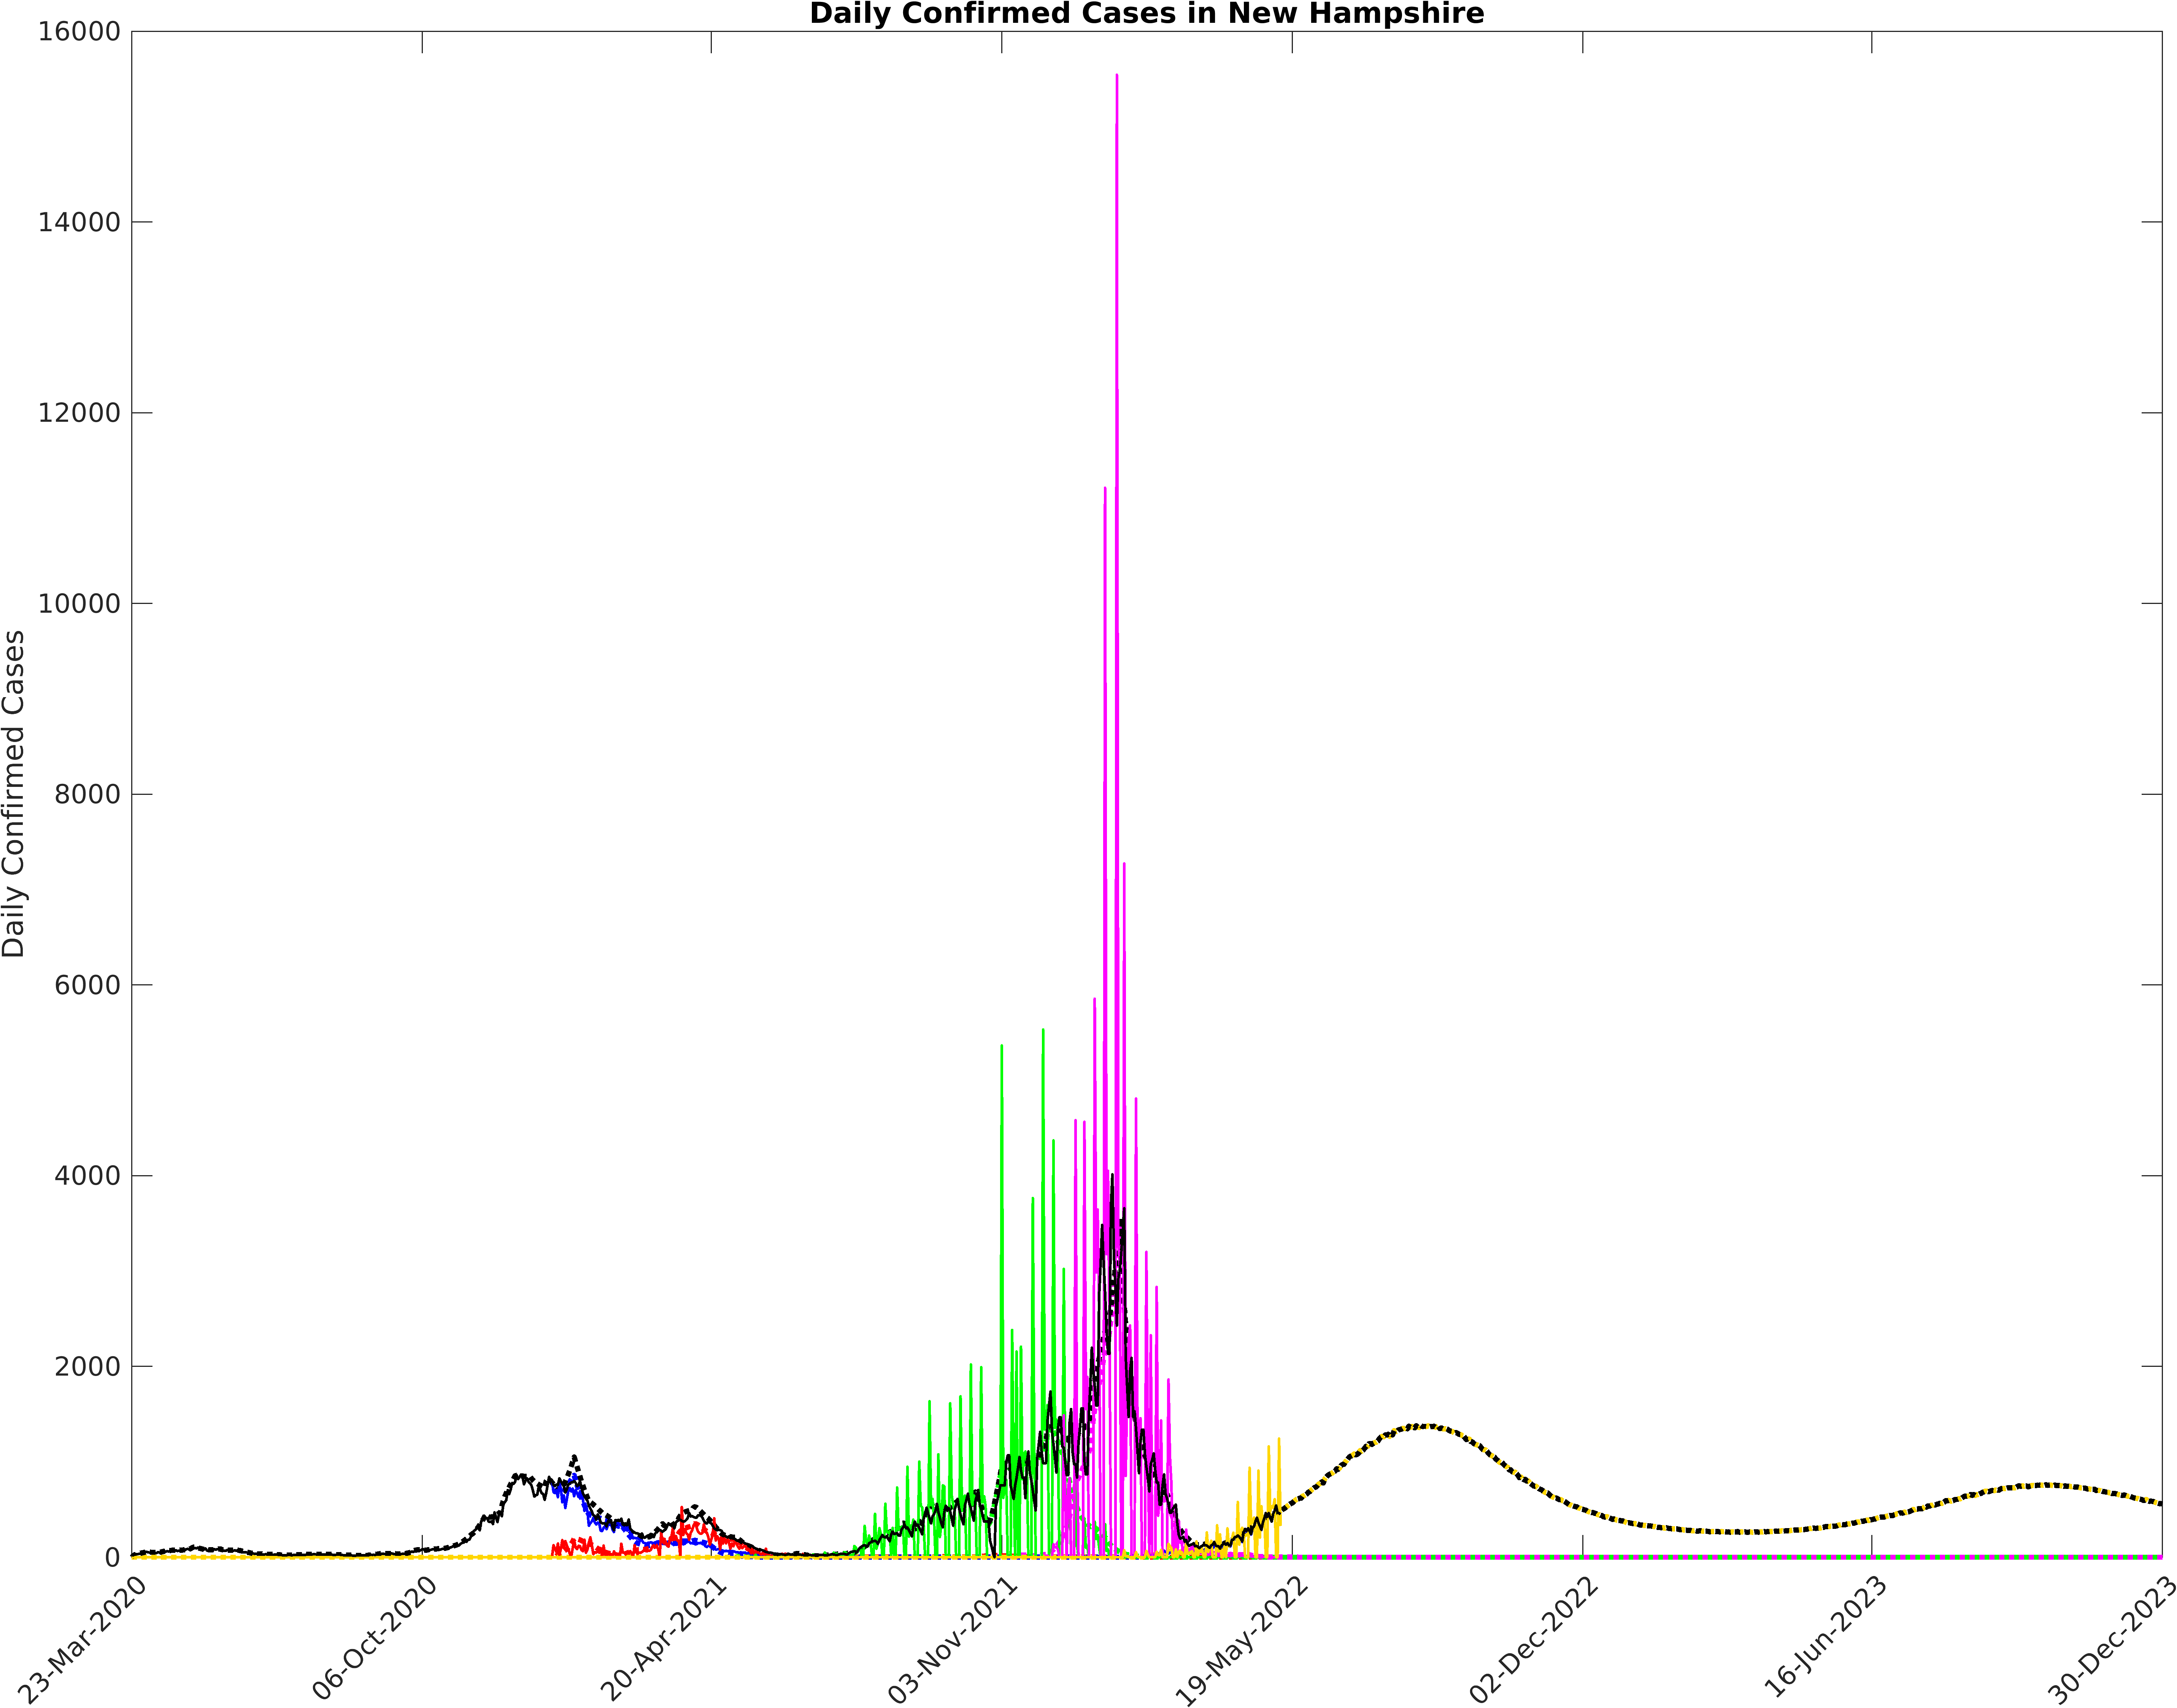 Daily Confirmed Cases in New Hampshire
16000
14000
12000
10000
8000
6000
4000
2000
0
Daily Confirmed Cases
23-Mar-2020
06-Oct-2020
20-Apr-2021
03-Nov-2021
19-May-2022
02-Dec-2022
16-Jun-2023
30-Dec-2023